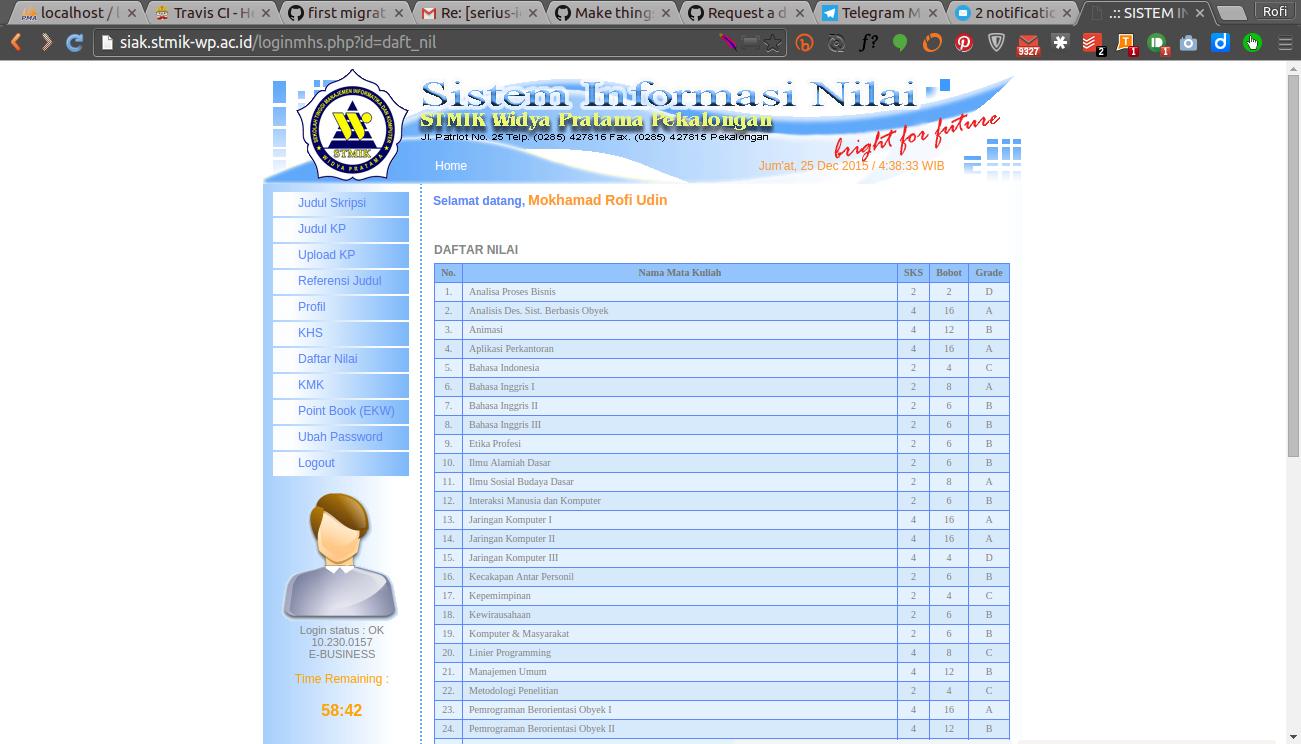 localhost / l
Travis CI - He
first migrat
Re: [serius-i
Make thing
Request a d
Telegram M
2 notificatio
.:: SISTEM IN
Rofi
siak.stmik-wp.ac.id/loginmhs.php?id=daft_nil
f?
9327
2
1
1
Sistem Informasi Nilai
STMIK Widya Pratama Pekalongan
Jl. Patriot No. 25 Telp. (0285) 427816 Fax. (0285) 427815 Pekalongan
bright for future
SEKOLAH TINGGI MANAJEMEN INFORMATIKA DAN KOMPUTER
STMIK
WIDYA PRATAMA
Home
Jum'at, 25 Dec 2015 / 4:38:33 WIB
Judul Skripsi
Judul KP
Upload KP
Referensi Judul
Profil
KHS
Daftar Nilai
KMK
Point Book (EKW)
Ubah Password
Logout
Login status : OK
10.230.0157
E-BUSINESS
Time Remaining :
58:42
Selamat datang, Mokhamad Rofi Udin
DAFTAR NILAI
No. Nama Mata Kuliah SKS Bobot Grade
1. Analisa Proses Bisnis 2 2 D
2. Analisis Des. Sist. Berbasis Obyek 4 16 A
3. Animasi 4 12 B
4. Aplikasi Perkantoran 4 16 A
5. Bahasa Indonesia 2 4 C
6. Bahasa Inggris I 2 8 A
7. Bahasa Inggris II 2 6 B
8. Bahasa Inggris III 2 6 B
9. Etika Profesi 2 6 B
10. Ilmu Alamiah Dasar 2 6 B
11. Ilmu Sosial Budaya Dasar 2 8 A
12. Interaksi Manusia dan Komputer 2 6 B
13. Jaringan Komputer I 4 16 A
14. Jaringan Komputer II 4 16 A
15. Jaringan Komputer III 4 4 D
16. Kecakapan Antar Personil 2 6 B
17. Kepemimpinan 2 4 C
18. Kewirausahaan 2 6 B
19. Komputer & Masyarakat 2 6 B
20. Linier Programming 4 8 C
21. Manajemen Umum 4 12 B
22. Metodologi Penelitian 2 4 C
23. Pemrograman Berorientasi Obyek I 4 16 A
24. Pemrograman Berorientasi Obyek II 4 12 B